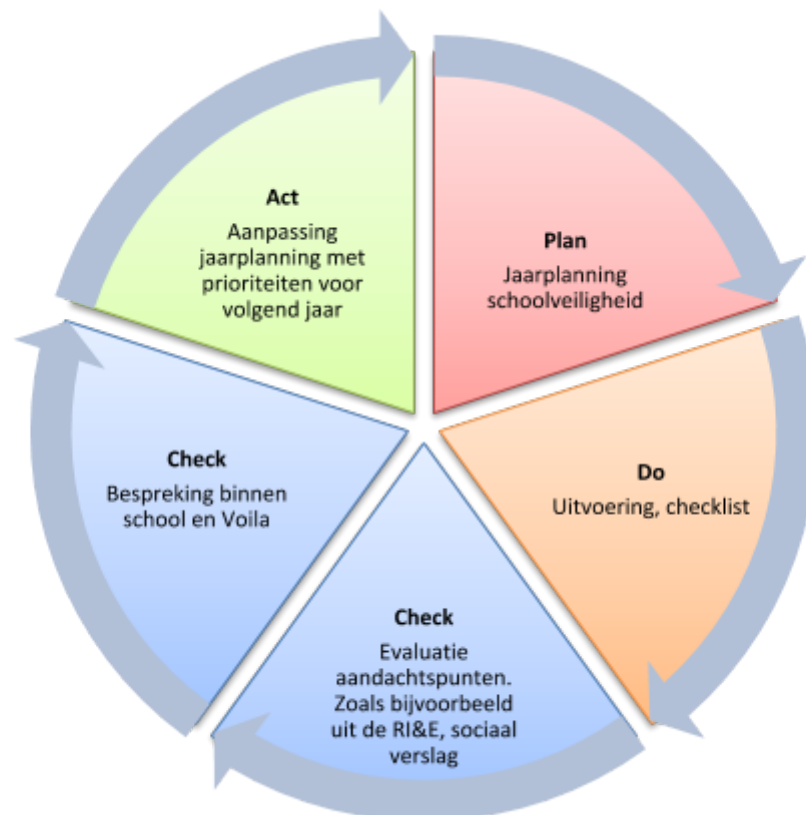 Plan
Jaarplanning
schoolveiligheid
Do
Uitvoering, checklist
Check
Evaluatie
aandachtspunten.
Zoals bijvoorbeeld
uit de RI&E, sociaal
verslag
Check
Bespreking binnen
school en Voila
Act
Aanpassing
jaarplanning met
prioriteiten voor
volgend jaar